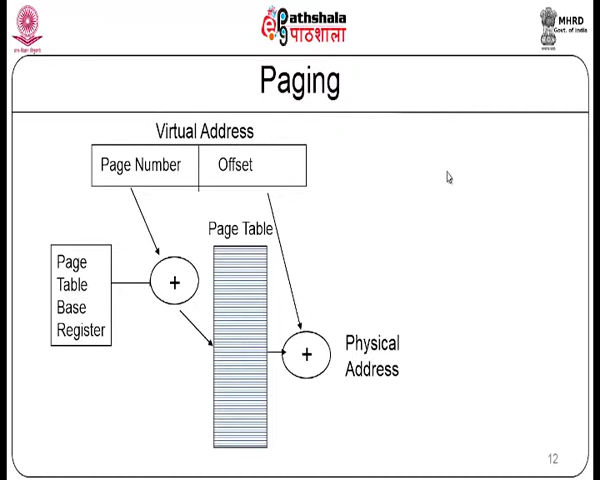 Pathshala
पाठशाला
MHRD
Govt. of India
Paging
Virtual Address
Page Number
Offset
Page Table
Page
Table
Base
Register
+
+
Physical
Address
12